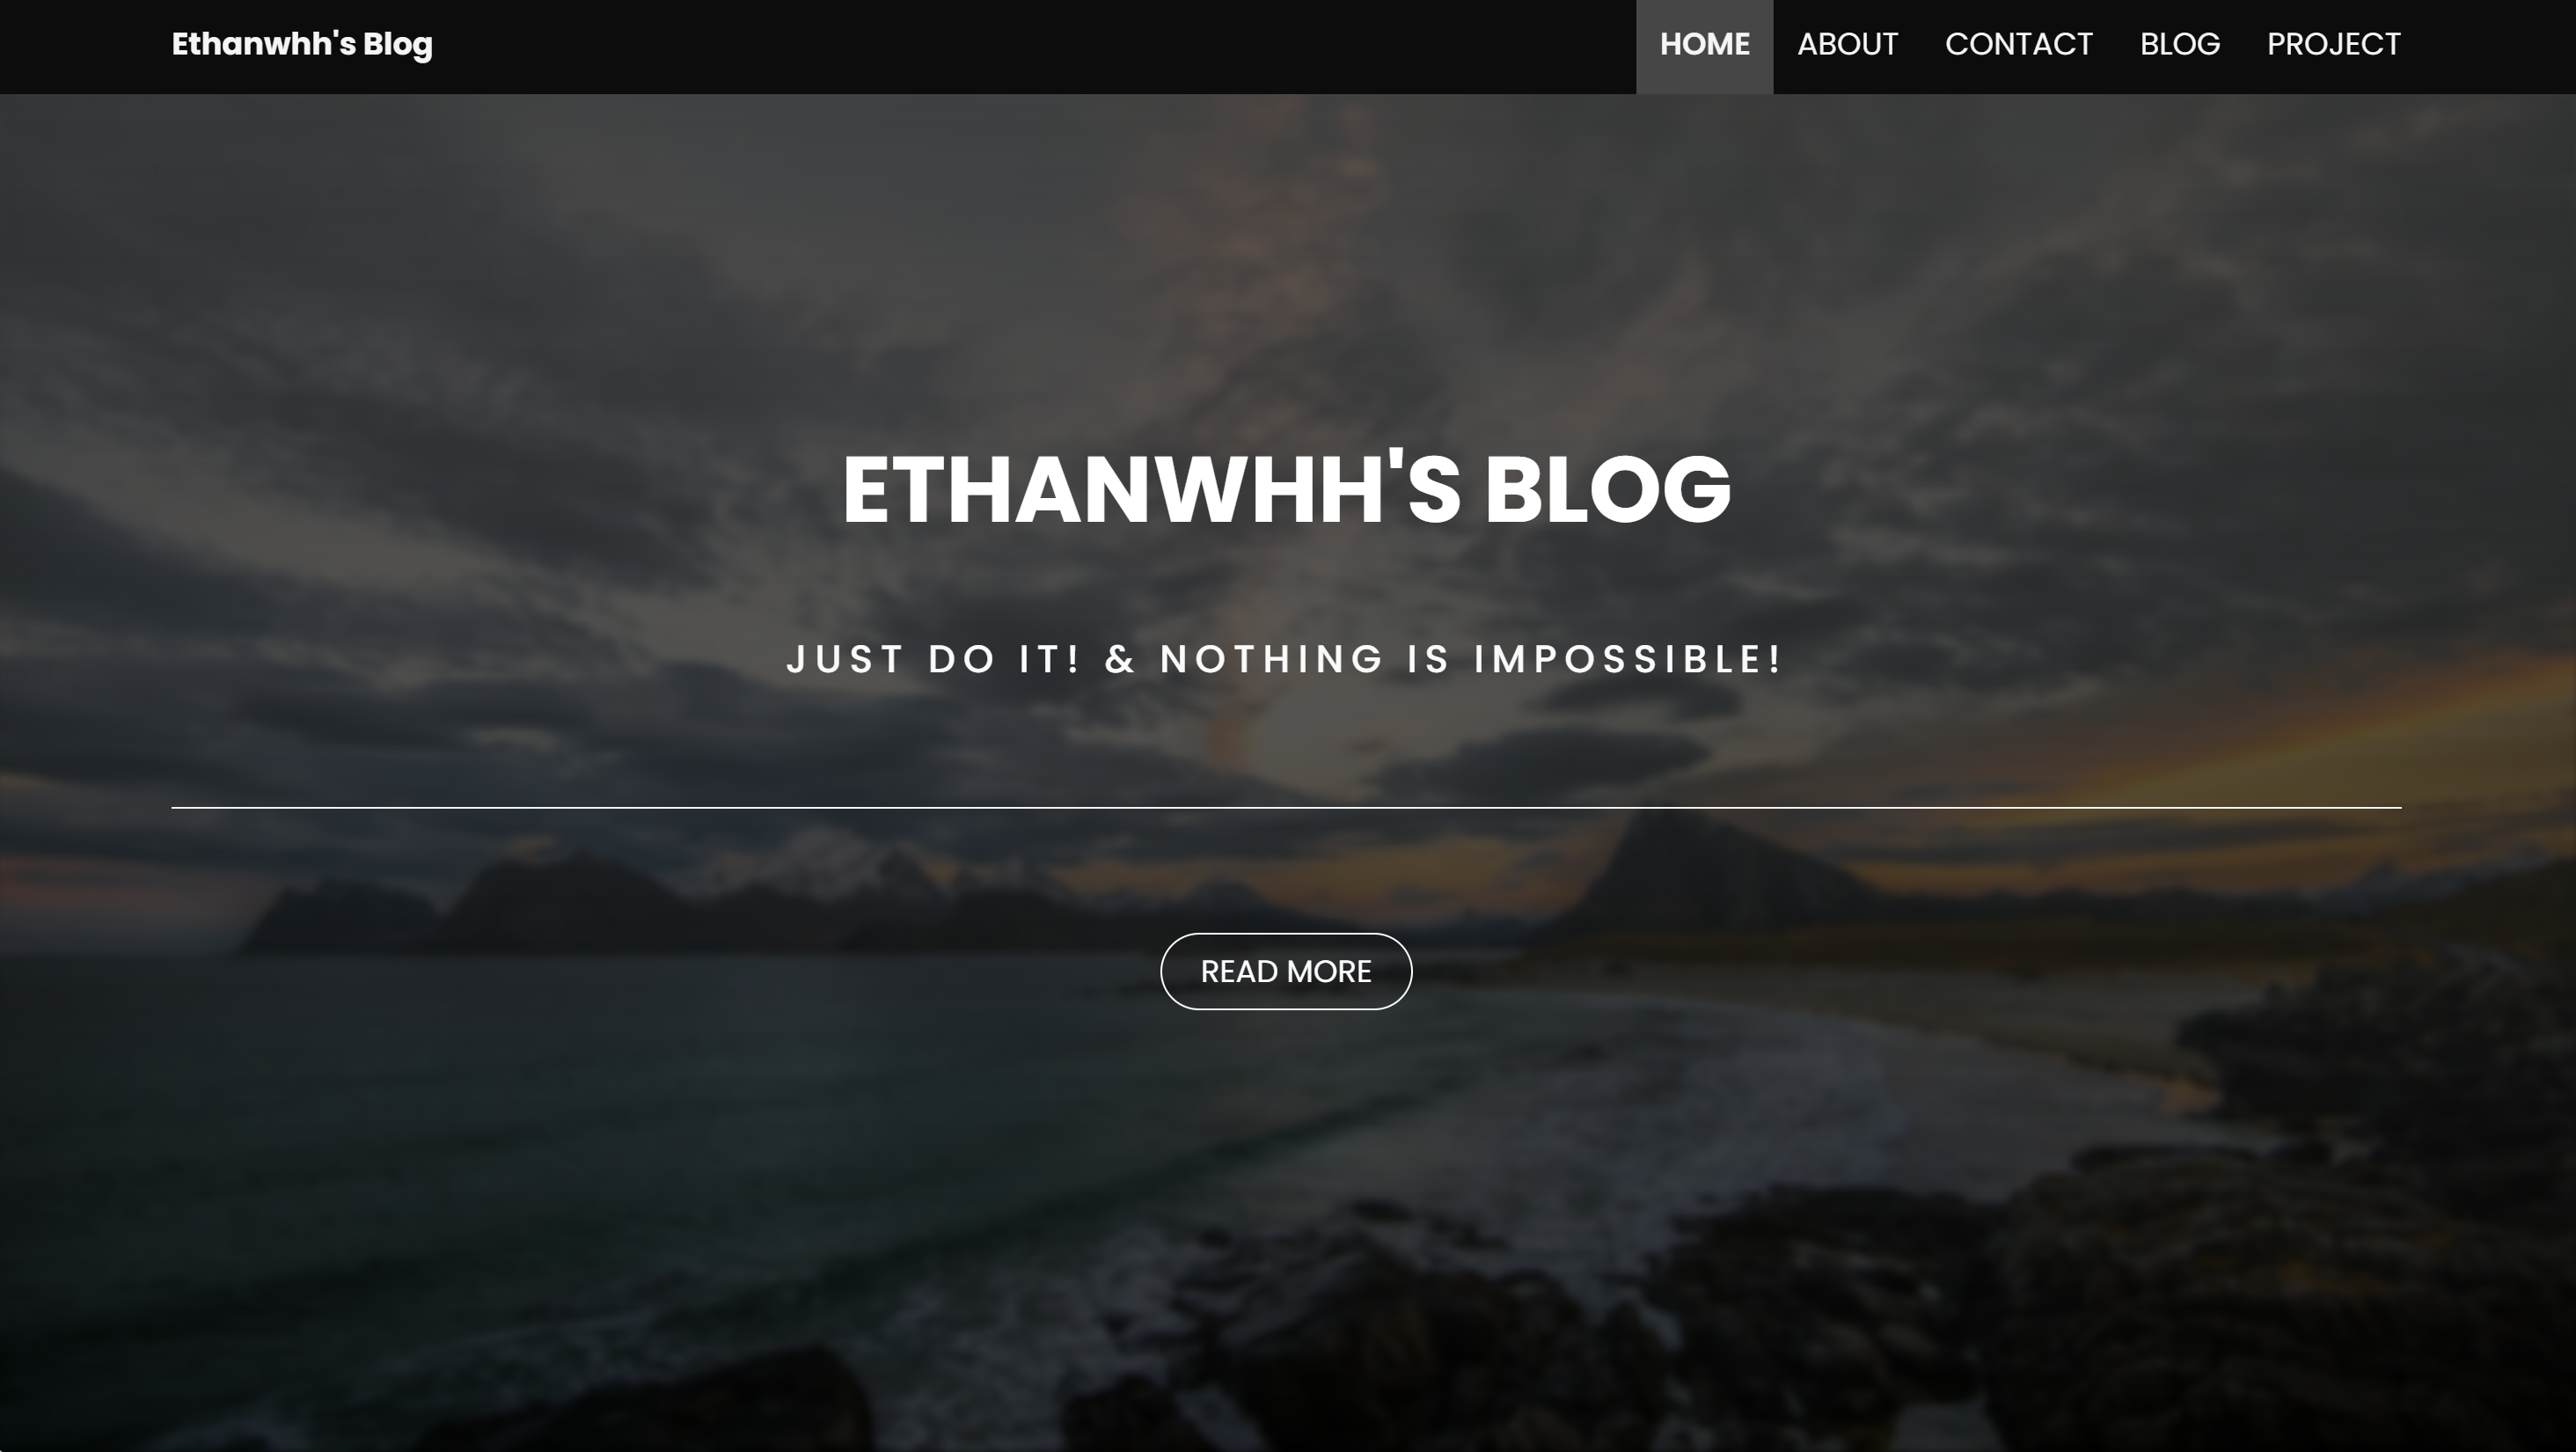 Ethanwhh's Blog
HOME ABOUT CONTACT BLOG PROJECT
ETHANWHH'S BLOG
JUST DO IT! & NOTHING IS IMPOSSIBLE!
READ MORE